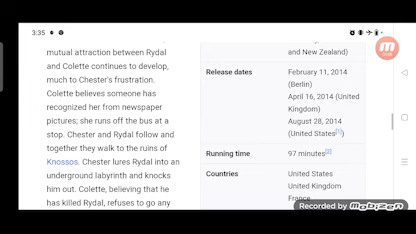 3:35
mutual attraction between Rydal
and Colette continues to develop,
much to Chester's frustration.
Colette believes someone has
recognized her from newspaper
pictures; she runs off the bus at a
stop. Chester and Rydal follow and
together they walk to the ruins of
Knossos. Chester lures Rydal into an
underground labyrinth and knocks
him out. Colette, believing that he
has killed Rydal, refuses to go any
and New Zealand)
Release dates
February 11, 2014
(Berlin)
April 16, 2014 (United
Kingdom)
August 28, 2014
(United States[1])
Running time
97 minutes[2]
Countries
United States
United Kingdom
France
Recorded by Mobizen